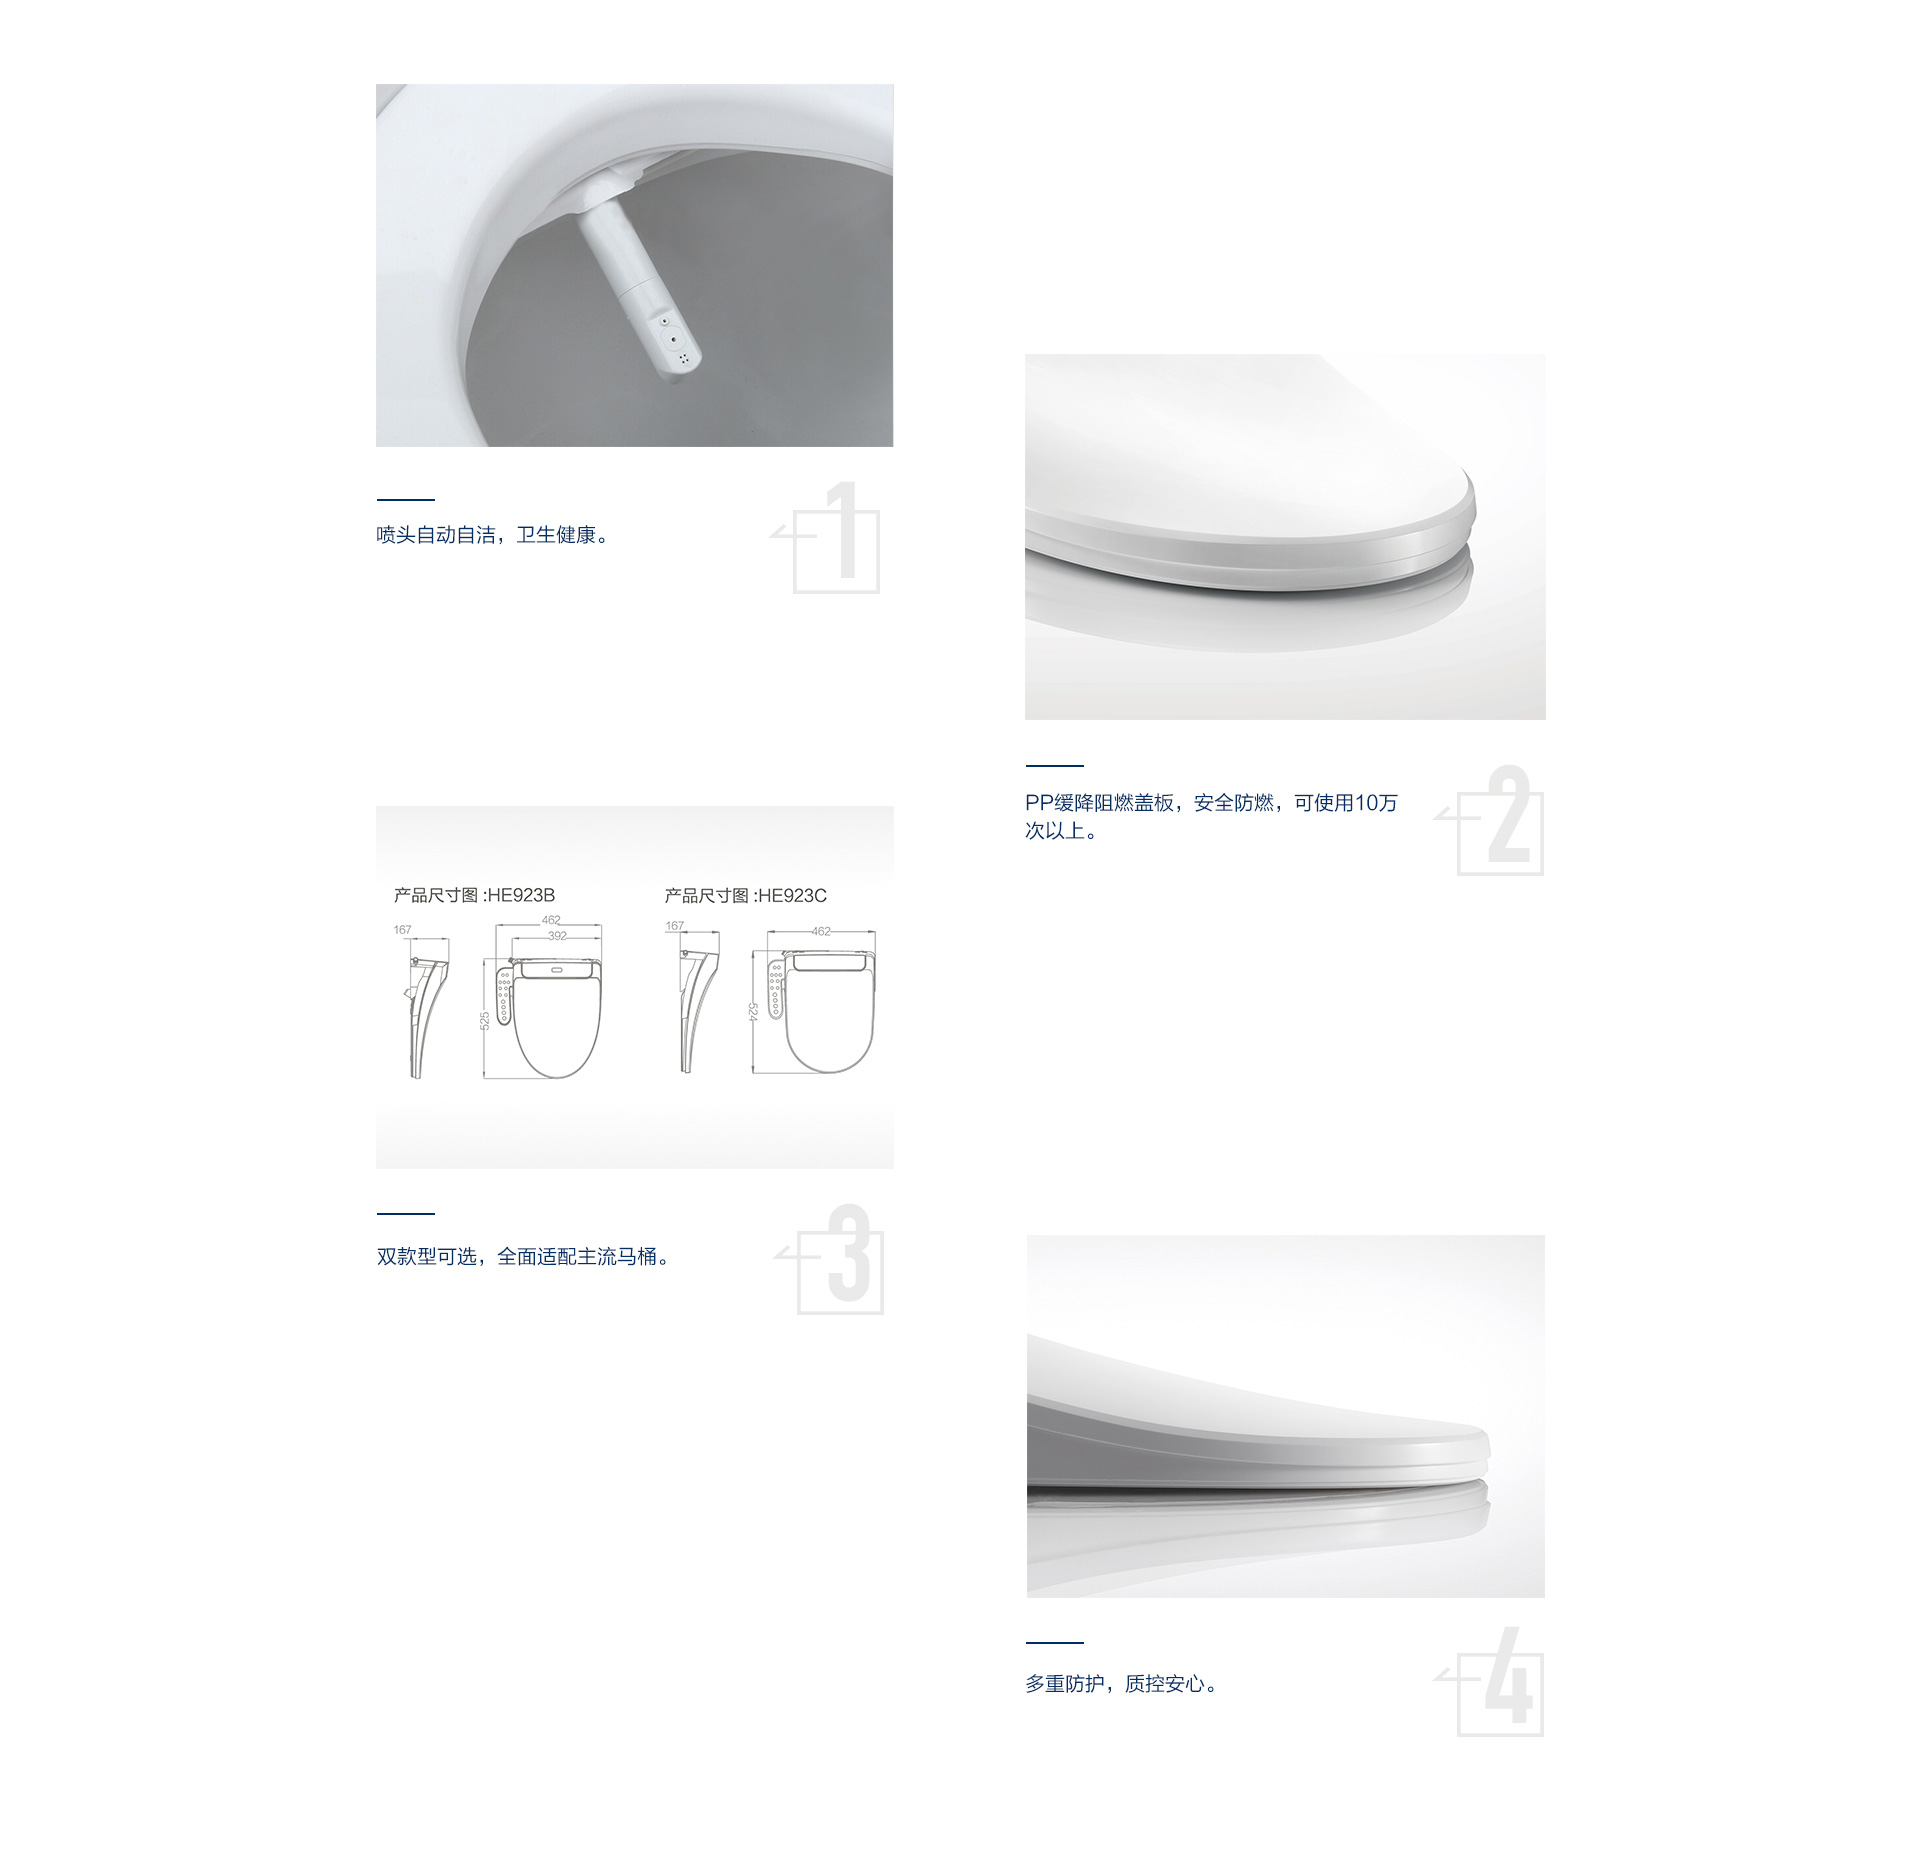 喷头自动自洁，卫生健康。
1
PP缓降阻燃盖板，安全防燃，可使用10万
次以上。
2
产品尺寸图 :HE923B
167
462
392
525
产品尺寸图 :HE923C
167
462
524
双款型可选，全面适配主流马桶。
3
多重防护，质控安心。
4